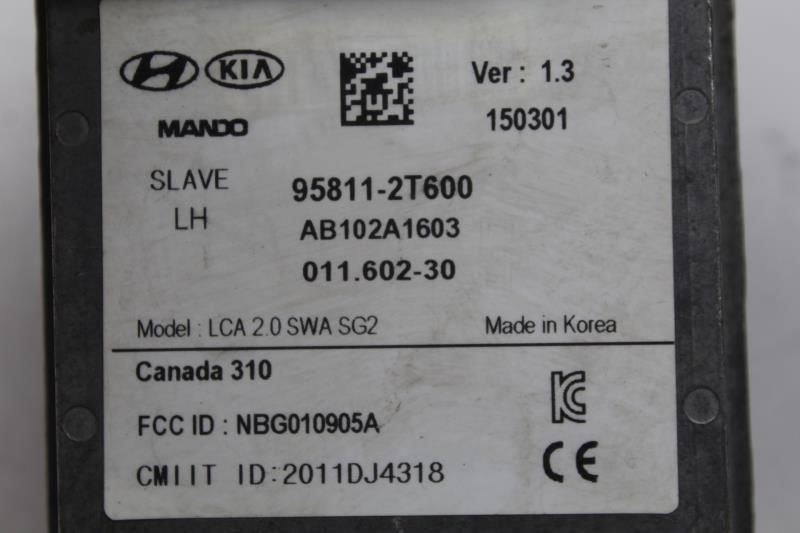 KIA
MANDO
Ver : 1.3
150301
SLAVE
LH
95811-2T600
AB102A1603
011.602-30
Model : LCA 2.0 SWA SG2
Made in Korea
Canada 310
FCC ID : NBG010905A
CMIIT ID:2011DJ4318
CE